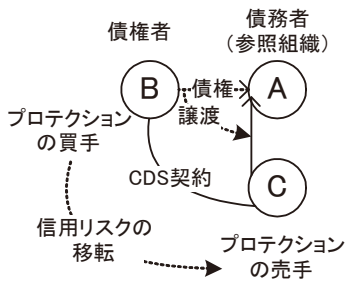 債権者
債務者
（参照組織）
B
債権
A
譲渡
プロテクション
の買手
CDS契約
C
信用リスクの
移転
プロテクション
の売手